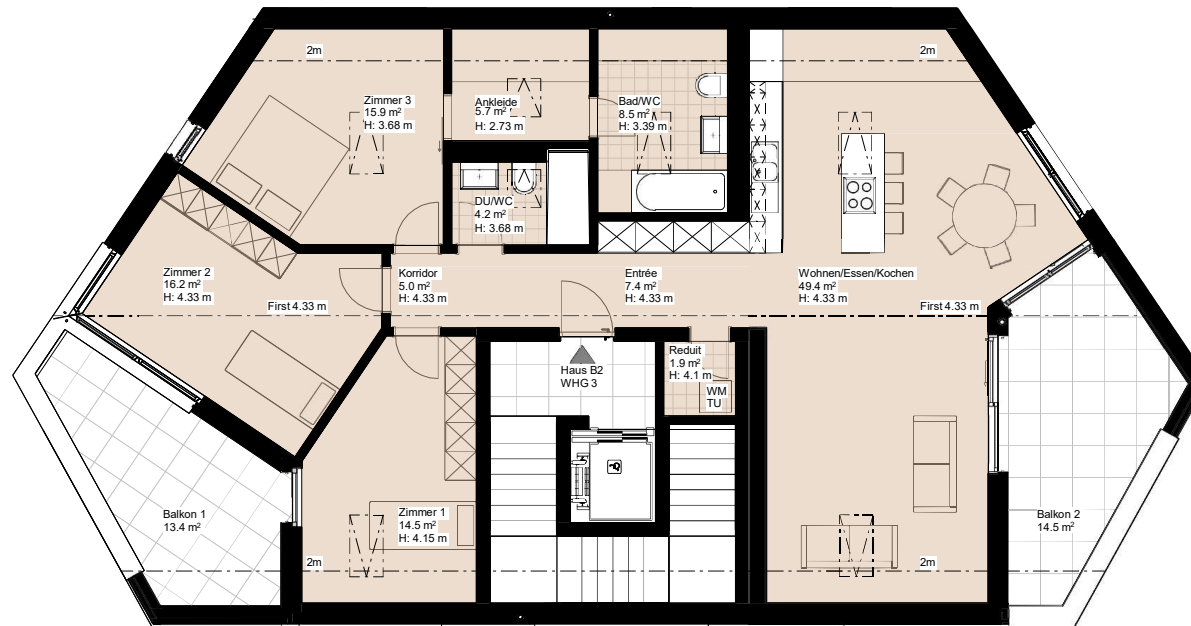 2m
2m
Zimmer 3
15.9 m²
H: 3.68 m
Ankleide
5.7 m²
H: 2.73 m
Bad/WC
8.5 m²
H: 3.39 m
DU/WC
4.2 m²
H: 3.68 m
Zimmer 2
16.2 m²
H: 4.33 m
First 4.33 m
Korridor
5.0 m²
H: 4.33 m
Entrée
7.4 m²
H: 4.33 m
Wohnen/Essen/Kochen
49.4 m²
H: 4.33 m
First 4.33 m
Haus B2
WHG 3
Reduit
1.9 m²
H: 4.1 m
WM
TU
Balkon 1
13.4 m²
Zimmer 1
14.5 m²
H: 4.15 m
Balkon 2
14.5 m²
2m
2m